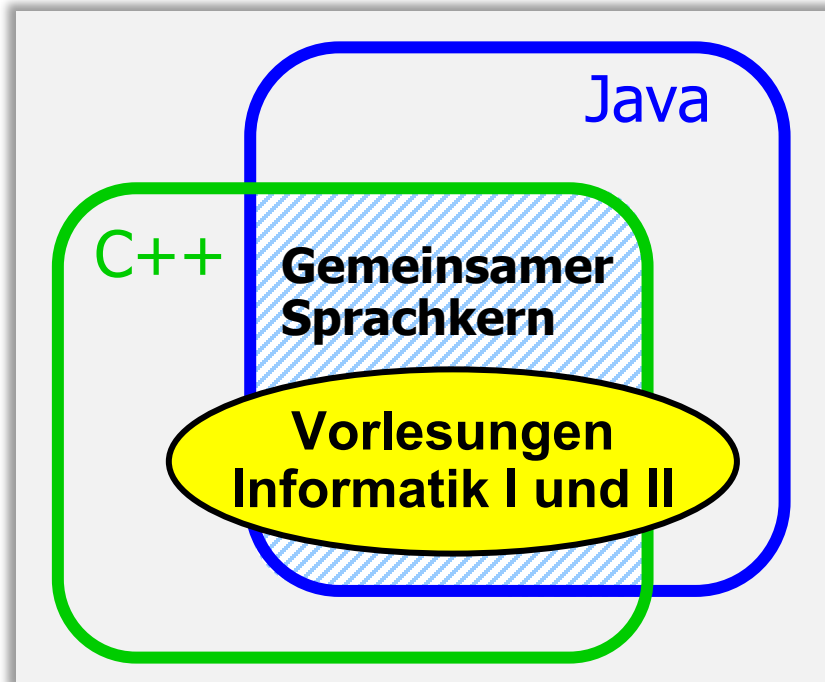 Java
C++
Gemeinsamer
Sprachkern
Vorlesungen
Informatik I und II